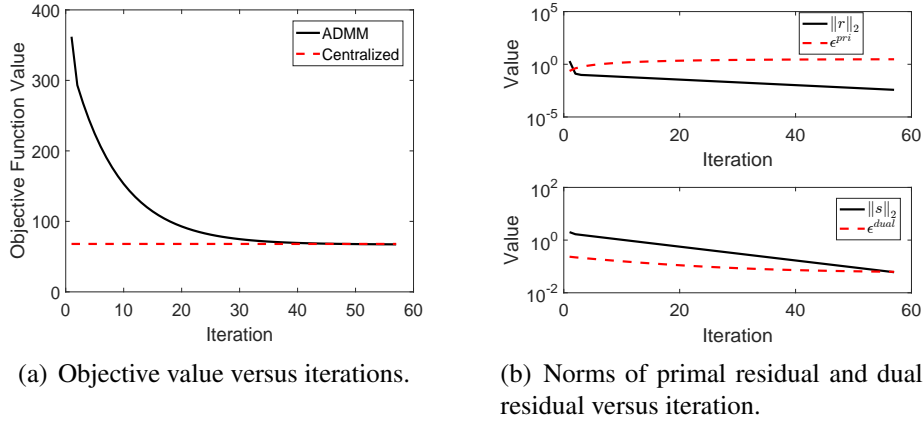 400
300
200
100
0
Objective Function Value
ADMM
Centralized
0 10 20 30 40 50 60
Iteration
(a) Objective value versus iterations.
10^5
10^0
10^-5
Value
‖r‖_2
ϵ^{pri}
0 20 40 60
Iteration
10^2
10^0
10^-2
Value
‖s‖_2
ϵ^{dual}
0 20 40 60
Iteration
(b) Norms of primal residual and dual
residual versus iteration.